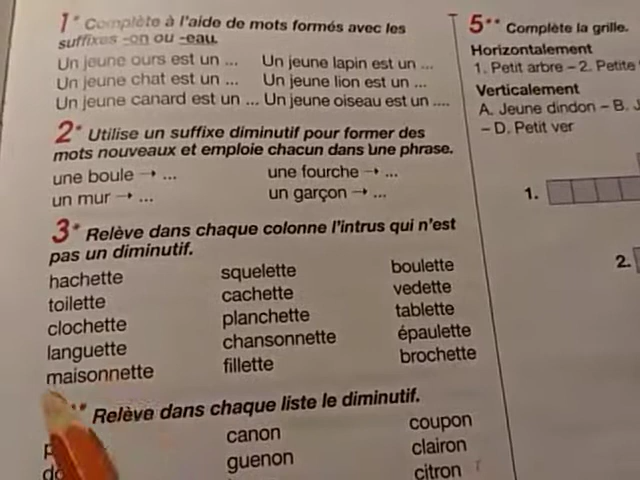 1* Complète à l'aide de mots formés avec les
suffixes -on ou -eau.
Un jeune ours est un ... Un jeune lapin est un ...
Un jeune chat est un ... Un jeune lion est un ...
Un jeune canard est un ... Un jeune oiseau est un ....
2* Utilise un suffixe diminutif pour former des
mots nouveaux et emploie chacun dans une phrase.
une boule → ... une fourche → ...
un mur → ... un garçon → ...
3* Relève dans chaque colonne l'intrus qui n'est
pas un diminutif.
hachette squelette boulette
toilette cachette vedette
clochette planchette tablette
languette chansonnette épaulette
maisonnette fillette brochette
** Relève dans chaque liste le diminutif.
canon coupon
guenon clairon
citron
5** Complète la grille.
Horizontalement
1. Petit arbre – 2. Petite
Verticalement
A. Jeune dindon – B. J
– D. Petit ver
1.
2.